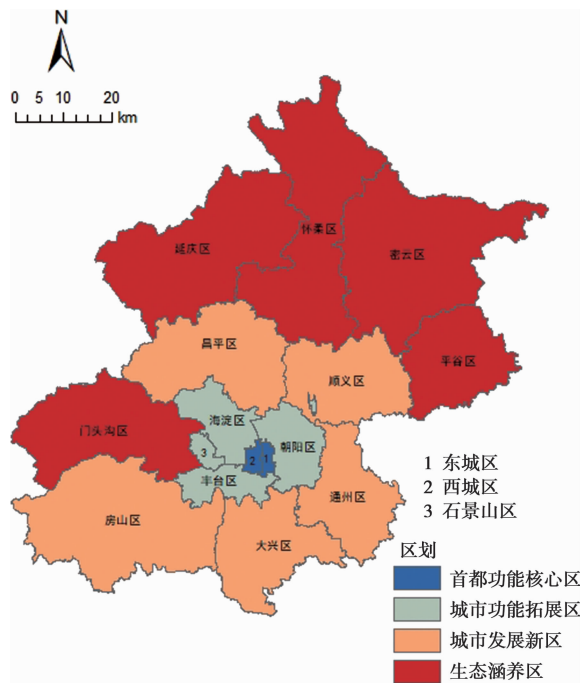 N
0 5 10 20
km
怀柔区
延庆区
密云区
昌平区
平谷区
顺义区
海淀区
门头沟区
朝阳区
3
2 1
丰台区
通州区
房山区
大兴区
1 东城区
2 西城区
3 石景山区
区划
首都功能核心区
城市功能拓展区
城市发展新区
生态涵养区